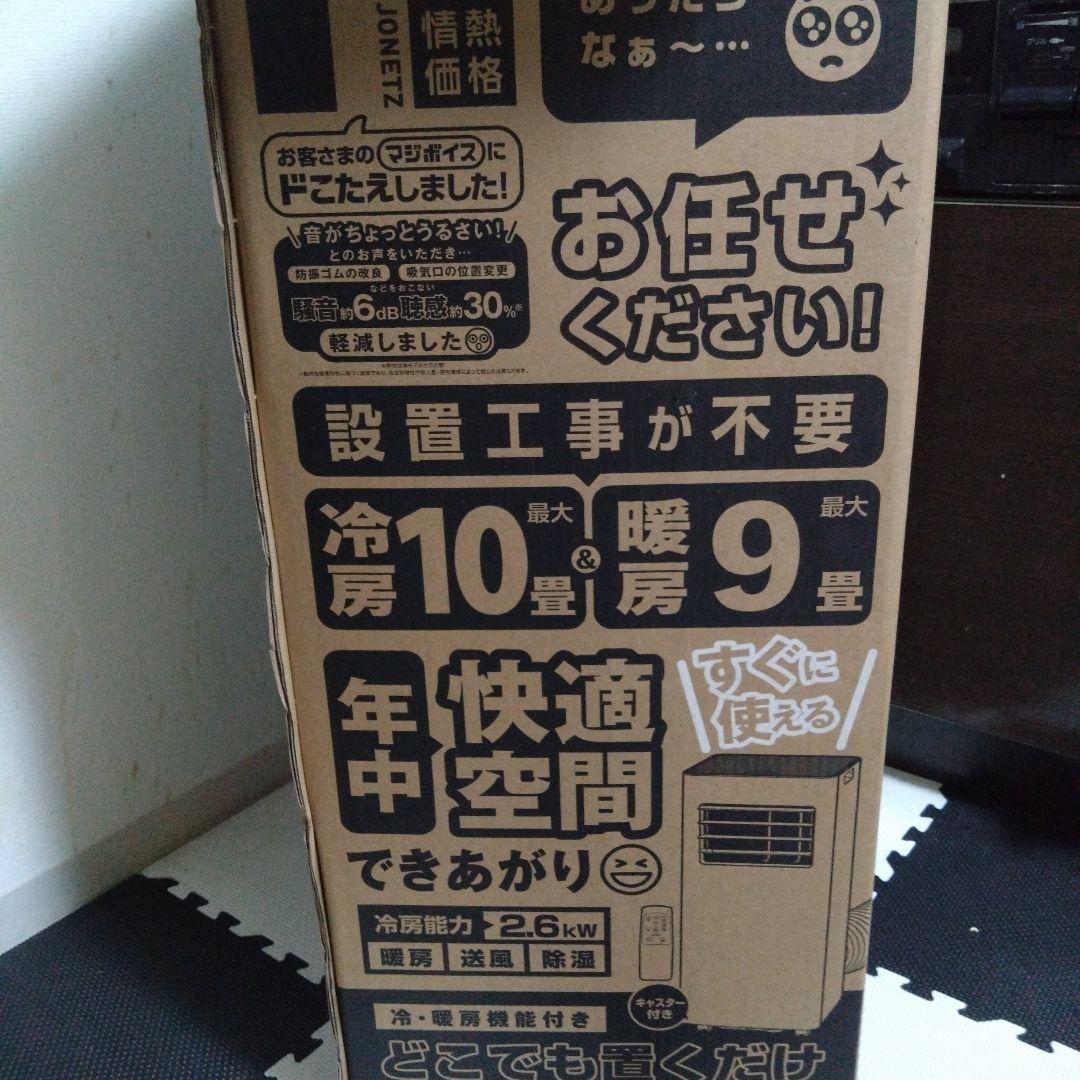 JONETZ
情熱
価格
なぁ〜…
お客さまのマジボイスに
ドこたえしました!
音がちょっとうるさい!
とのお声をいただき…
防振ゴムの改良 吸気口の位置変更
などをおこない
騒音約6dB聴感約30%※
軽減しました
お任せ
ください!
設置工事が不要
冷房10畳 最大
&
暖房9畳 最大
年中
快適
空間
できあがり
すぐに
使える
冷房能力 2.6kW
暖房 送風 除湿
キャスター
付き
冷・暖房機能付き
どこでも置くだけ
グリル